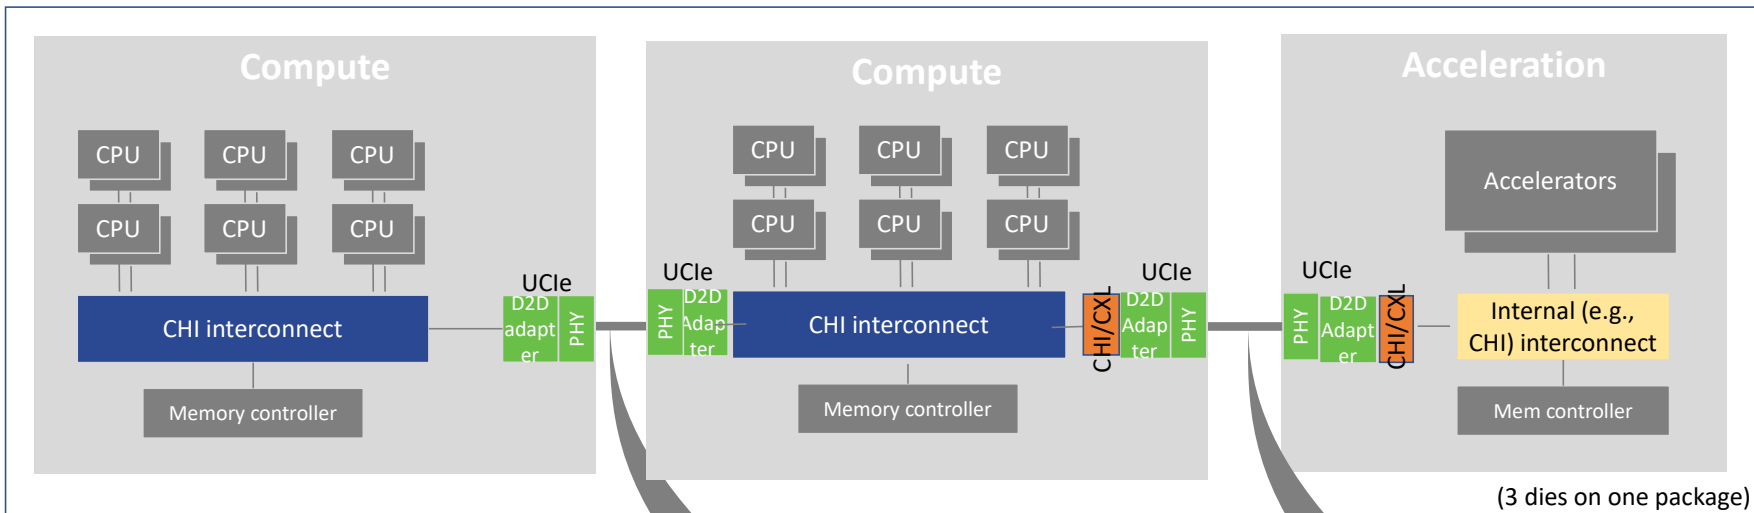 Compute
CPU
CPU
CPU
CPU
CPU
CPU
UCIe
D2D
adapt
er
PHY
CHI interconnect
Memory controller
Compute
CPU
CPU
CPU
CPU
CPU
CPU
UCIe
PHY
D2D
Adap
ter
CHI interconnect
UCIe
CHI/CXL
D2D
Adap
ter
PHY
Memory controller
Acceleration
Accelerators
UCIe
PHY
D2D
Adapt
er
CHI/CXL
Internal (e.g.,
CHI) interconnect
Mem controller
(3 dies on one package)